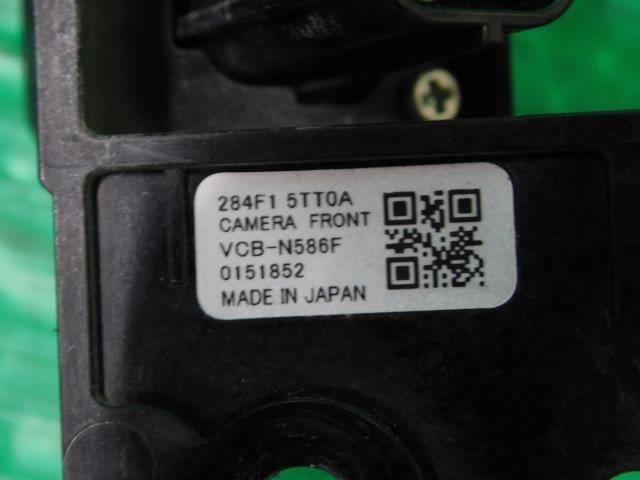 284F1 5TT0A
CAMERA FRONT
VCB-N586F
0151852
MADE IN JAPAN